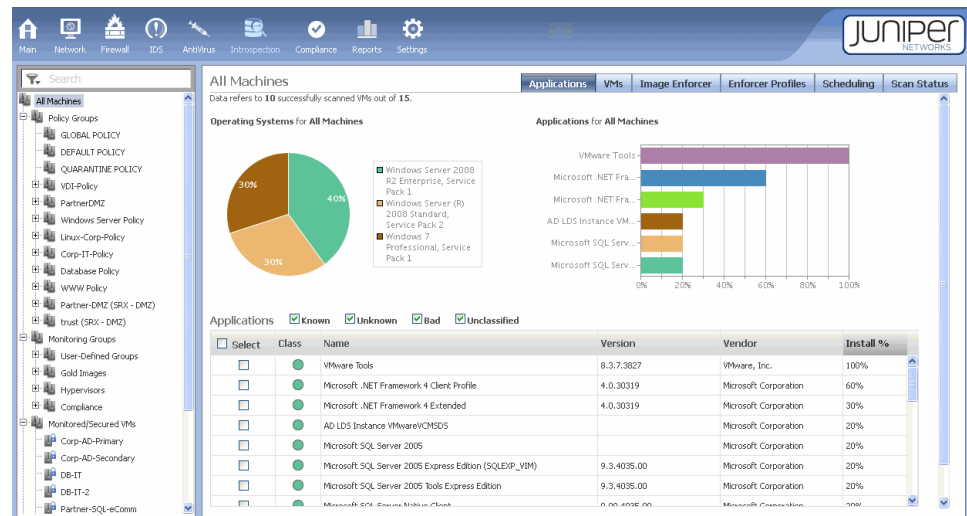 Main Network Firewall IDS AntiVirus Introspection Compliance Reports Settings
JUNIPER
NETWORKS
Search
All Machines
Policy Groups
GLOBAL POLICY
DEFAULT POLICY
QUARANTINE POLICY
VDI-Policy
PartnerDMZ
Windows Server Policy
Linux-Corp-Policy
Corp-IT-Policy
Database Policy
WWW Policy
Partner-DMZ (SRX - DMZ)
trust (SRX - DMZ)
Monitoring Groups
User-Defined Groups
Gold Images
Hypervisors
Compliance
Monitored/Secured VMs
Corp-AD-Primary
Corp-AD-Secondary
DB-IT
DB-IT-2
Partner-SQL-eComm
All Machines
Applications VMs Image Enforcer Enforcer Profiles Scheduling Scan Status
Data refers to 10 successfully scanned VMs out of 15.
Operating Systems for All Machines
30%
40%
30%
Windows Server 2008
R2 Enterprise, Service
Pack 1
Windows Server (R)
2008 Standard,
Service Pack 2
Windows 7
Professional, Service
Pack 1
Applications for All Machines
VMware Tools
Microsoft .NET Fra...
Microsoft .NET Fra...
AD LDS Instance VM...
Microsoft SQL Serv...
Microsoft SQL Serv...
0% 20% 40% 60% 80% 100%
Applications Known Unknown Bad Unclassified
Select Class Name Version Vendor Install %
VMware Tools 8.3.7.3827 VMware, Inc. 100%
Microsoft .NET Framework 4 Client Profile 4.0.30319 Microsoft Corporation 60%
Microsoft .NET Framework 4 Extended 4.0.30319 Microsoft Corporation 30%
AD LDS Instance VMwareVCMSDS Microsoft Corporation 20%
Microsoft SQL Server 2005 Microsoft Corporation 20%
Microsoft SQL Server 2005 Express Edition (SQLEXP_VIM) 9.3.4035.00 Microsoft Corporation 20%
Microsoft SQL Server 2005 Tools Express Edition 9.3.4035.00 Microsoft Corporation 20%
Microsoft SQL Server Native Client 9.00.4035.00 Microsoft Corporation 20%